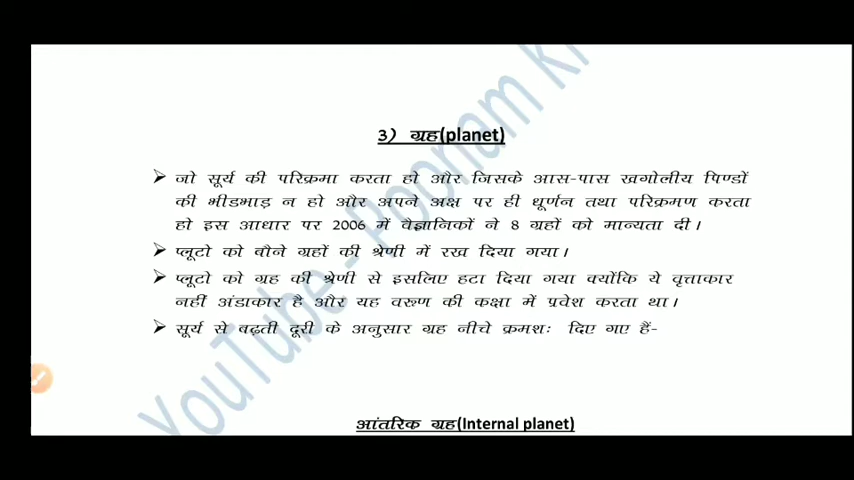 3) ग्रह(planet)
➢ जो सूर्य की परिक्रमा करता हो और जिसके आस-पास खगोलीय पिण्डों
की भीडभाड़ न हो और अपने अक्ष पर ही धूर्णन तथा परिक्रमण करता
हो इस आधार पर 2006 में वैज्ञानिकों ने 8 ग्रहों को मान्यता दी।
➢ प्लूटो को बौने ग्रहों की श्रेणी में रख दिया गया।
➢ प्लूटो को ग्रह की श्रेणी से इसलिए हटा दिया गया क्योंकि ये वृत्ताकार
नहीं अंडाकार है और यह वरुण की कक्षा में प्रवेश करता था।
➢ सूर्य से बढ़ती दूरी के अनुसार ग्रह नीचे क्रमशः दिए गए हैं-
आंतरिक ग्रह(Internal planet)
YouTube - Poonam